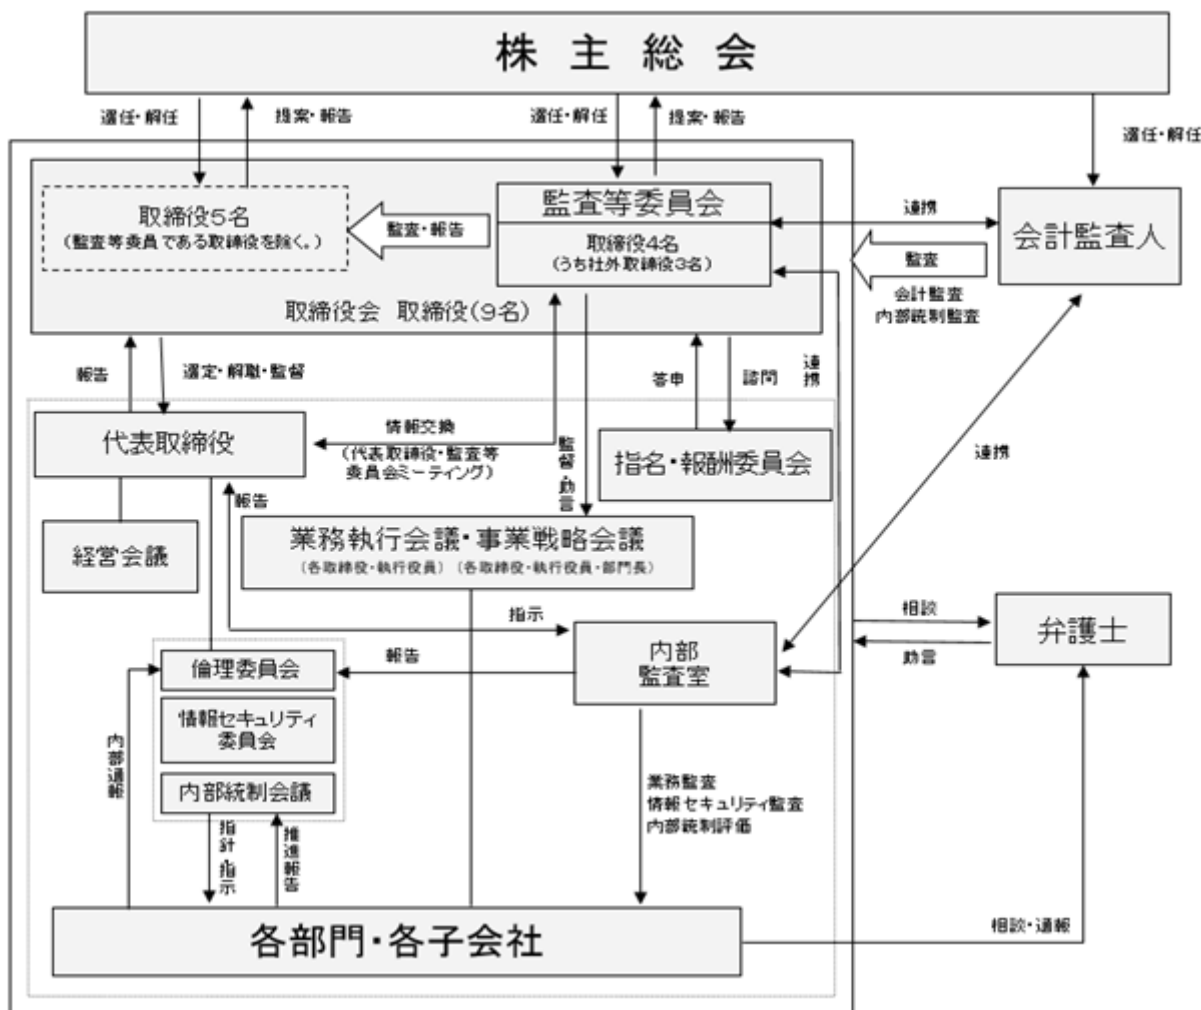 株主総会
選任・解任
提案・報告
選任・解任
提案・報告
選任・解任
取締役5名
(監査等委員である取締役を除く。)
監査・報告
監査等委員会
取締役4名
(うち社外取締役3名)
取締役会 取締役(9名)
連携
会計監査人
監査
会計監査
内部統制監査
報告
選定・解職・監督
答申
諮問
連携
代表取締役
情報交換
(代表取締役・監査等
委員会ミーティング)
監督・助言
指名・報酬委員会
連携
報告
経営会議
業務執行会議・事業戦略会議
(各取締役・執行役員) (各取締役・執行役員・部門長)
指示
内部
監査室
相談
助言
弁護士
報告
倫理委員会
情報セキュリティ
委員会
内部統制会議
内部通報
指針・指示
推進報告
業務監査
情報セキュリティ監査
内部統制評価
各部門・各子会社
相談・通報